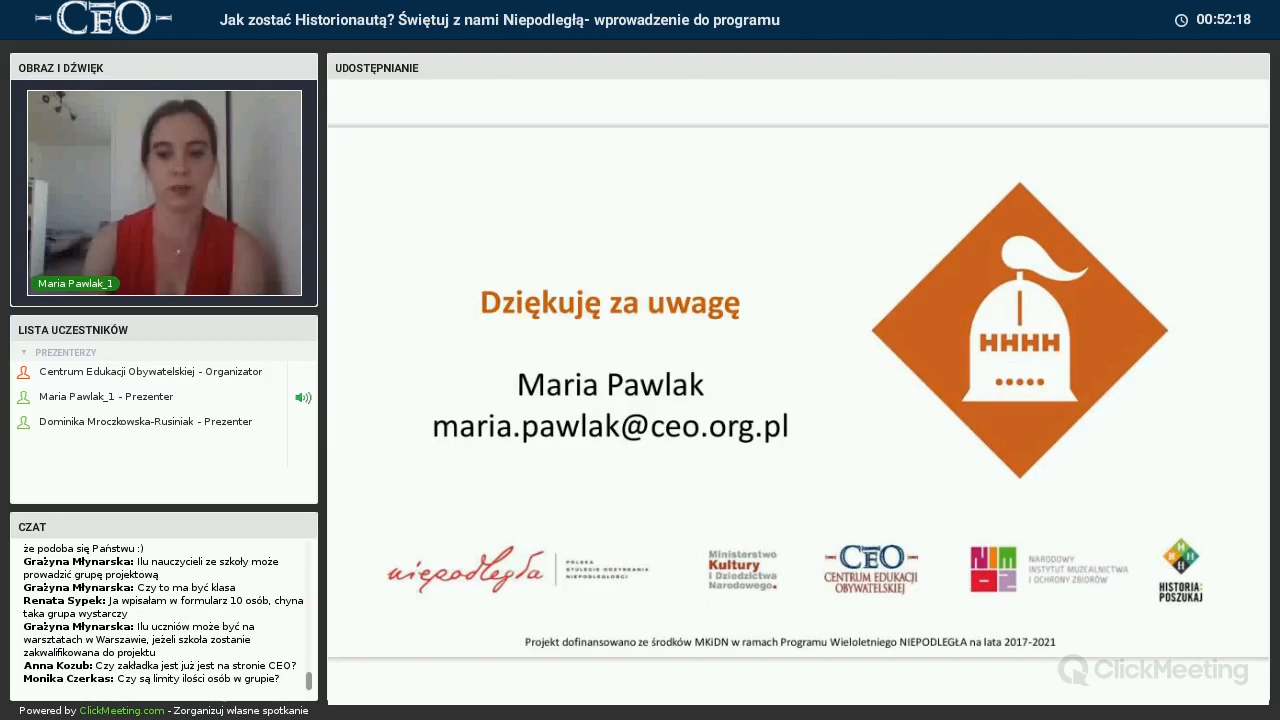 CEO
Jak zostać Historionautą? Świętuj z nami Niepodległą- wprowadzenie do programu
00:52:18
OBRAZ I DŹWIĘK
Maria Pawlak_1
LISTA UCZESTNIKÓW
PREZENTERZY
Centrum Edukacji Obywatelskiej - Organizator
Maria Pawlak_1 - Prezenter
Dominika Mroczkowska-Rusiniak - Prezenter
CZAT
że podoba się Państwu :)
Grażyna Młynarska: Ilu nauczycieli ze szkoły może
prowadzić grupę projektową
Grażyna Młynarska: Czy to ma być klasa
Renata Sypek: Ja wpisałam w formularz 10 osób, chyna
taka grupa wystarczy
Grażyna Młynarska: Ilu uczniów może być na
warsztatach w Warszawie, jeżeli szkoła zostanie
zakwalifikowana do projektu
Anna Kozub: Czy zakładka jest już jest na stronie CEO?
Monika Czerkas: Czy są limity ilości osób w grupie?
Powered by ClickMeeting.com - Zorganizuj własne spotkanie
UDOSTĘPNIANIE
Dziękuję za uwagę
Maria Pawlak
maria.pawlak@ceo.org.pl
HHHH
niepodległa
POLSKA
STULECIE ODZYSKANIA
NIEPODLEGŁOŚCI
Ministerstwo
Kultury
i Dziedzictwa
Narodowego.
CEO
CENTRUM EDUKACJI
OBYWATELSKIEJ
NIMOZ
NARODOWY
INSTYTUT MUZEALNICTWA
I OCHRONY ZBIORÓW
HHHH
HISTORIA:
POSZUKAJ
Projekt dofinansowano ze środków MKiDN w ramach Programu Wieloletniego NIEPODLEGŁA na lata 2017-2021
ClickMeeting